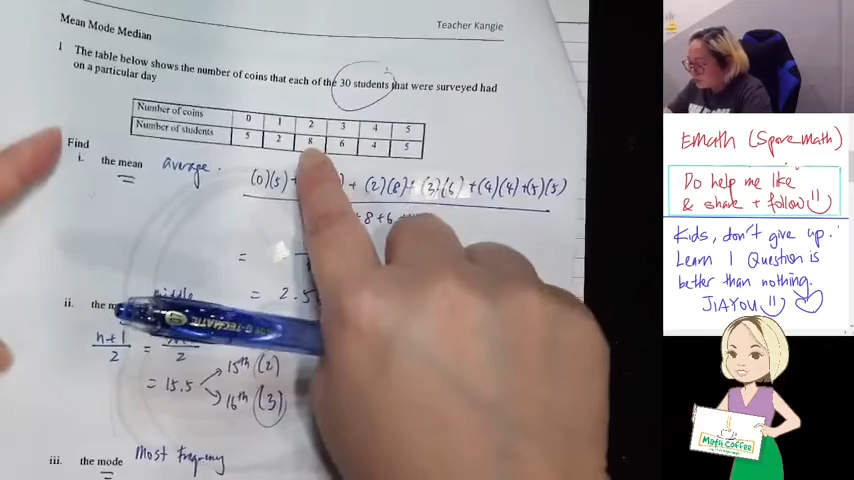 Mean Mode Median
Teacher Kangie
1 The table below shows the number of coins that each of the 30 students that were surveyed had
on a particular day
Number of coins 0 1 2 3 4 5
Number of students 5 2 8 6 4 5
Find
i. the mean average.
(0)(5)+ ) + (2)(8)+ (3)(6) +(4)(4)+(5)(5)
+8+6+
=
= 2.5
ii. the middle
n+1
2
=
2
= 15.5
15th (2)
16th (3)
iii. the mode Most frequency
Emath (Spore math)
Do help me like
& share + follow
Kids, don't give up.
Learn 1 Question is
better than nothing.
JIAYOU
Math Coffee